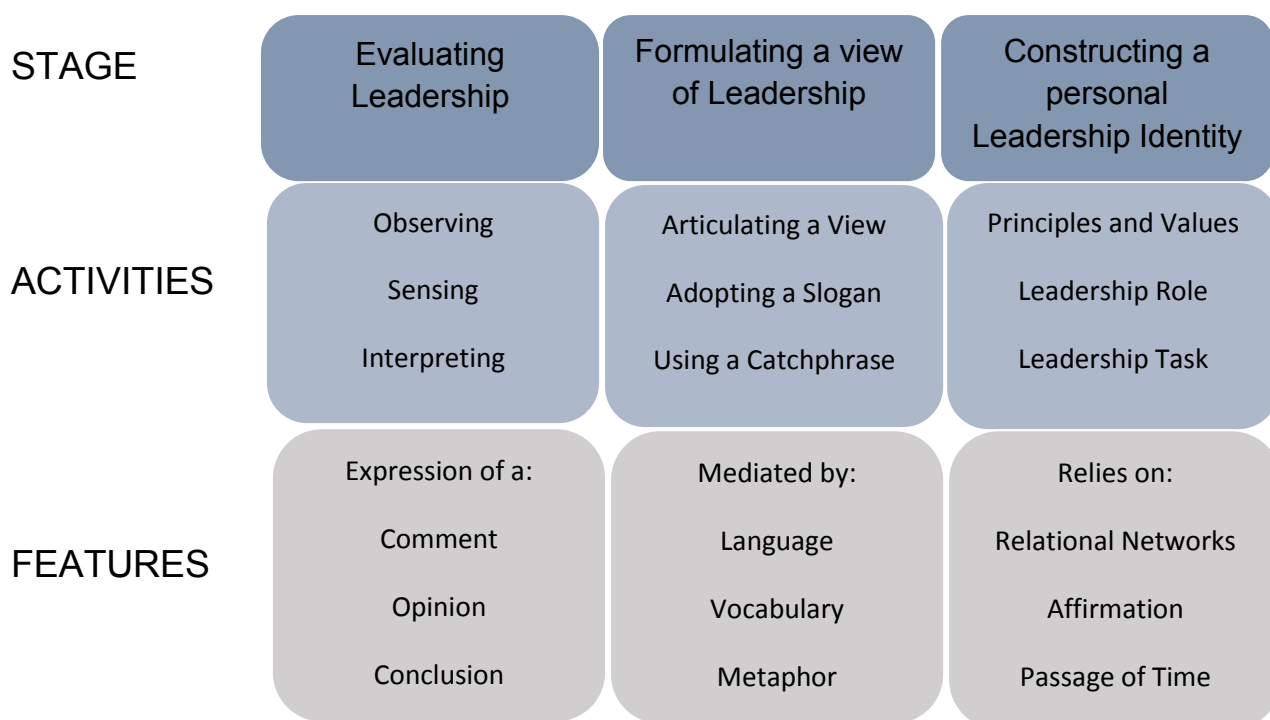 STAGE
Evaluating
Leadership
Formulating a view
of Leadership
Constructing a
personal
Leadership Identity
ACTIVITIES
Observing
Sensing
Interpreting
Articulating a View
Adopting a Slogan
Using a Catchphrase
Principles and Values
Leadership Role
Leadership Task
FEATURES
Expression of a:
Comment
Opinion
Conclusion
Mediated by:
Language
Vocabulary
Metaphor
Relies on:
Relational Networks
Affirmation
Passage of Time